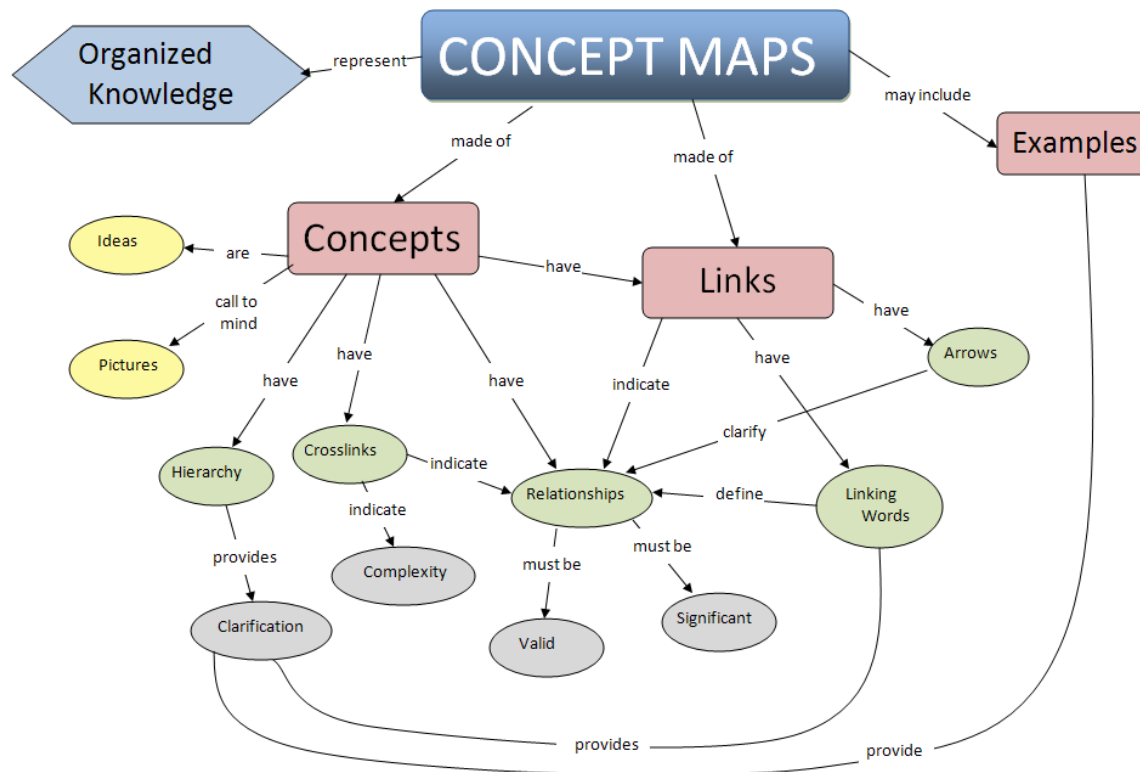 Organized
Knowledge
represent
CONCEPT MAPS
may include
Examples
made of
made of
Ideas
are
Concepts
have
Links
call to
mind
Pictures
have
have
have
have
indicate
have
Arrows
clarify
Hierarchy
Crosslinks
indicate
Relationships
define
Linking
Words
indicate
provides
Complexity
must be
must be
Clarification
Valid
Significant
provides
provide